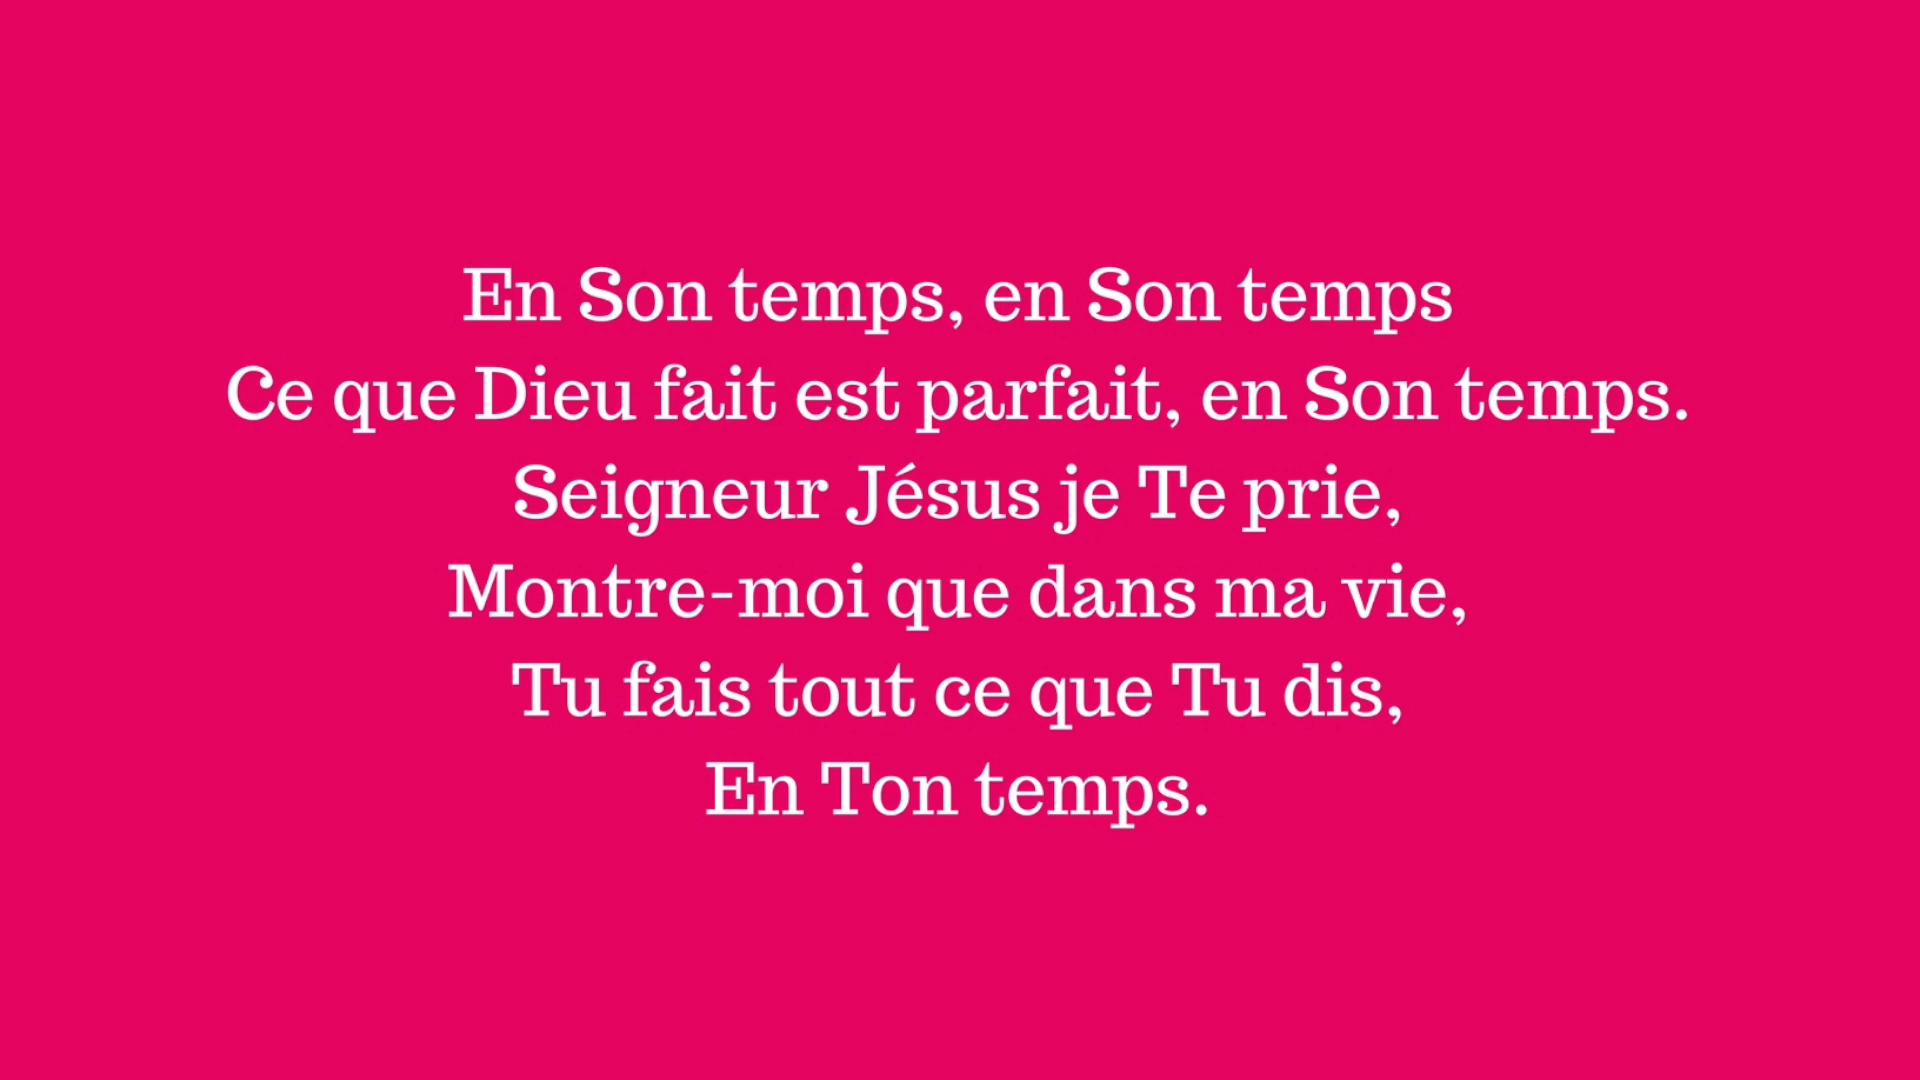 En Son temps, en Son temps
Ce que Dieu fait est parfait, en Son temps.
Seigneur Jésus je Te prie,
Montre-moi que dans ma vie,
Tu fais tout ce que Tu dis,
En Ton temps.